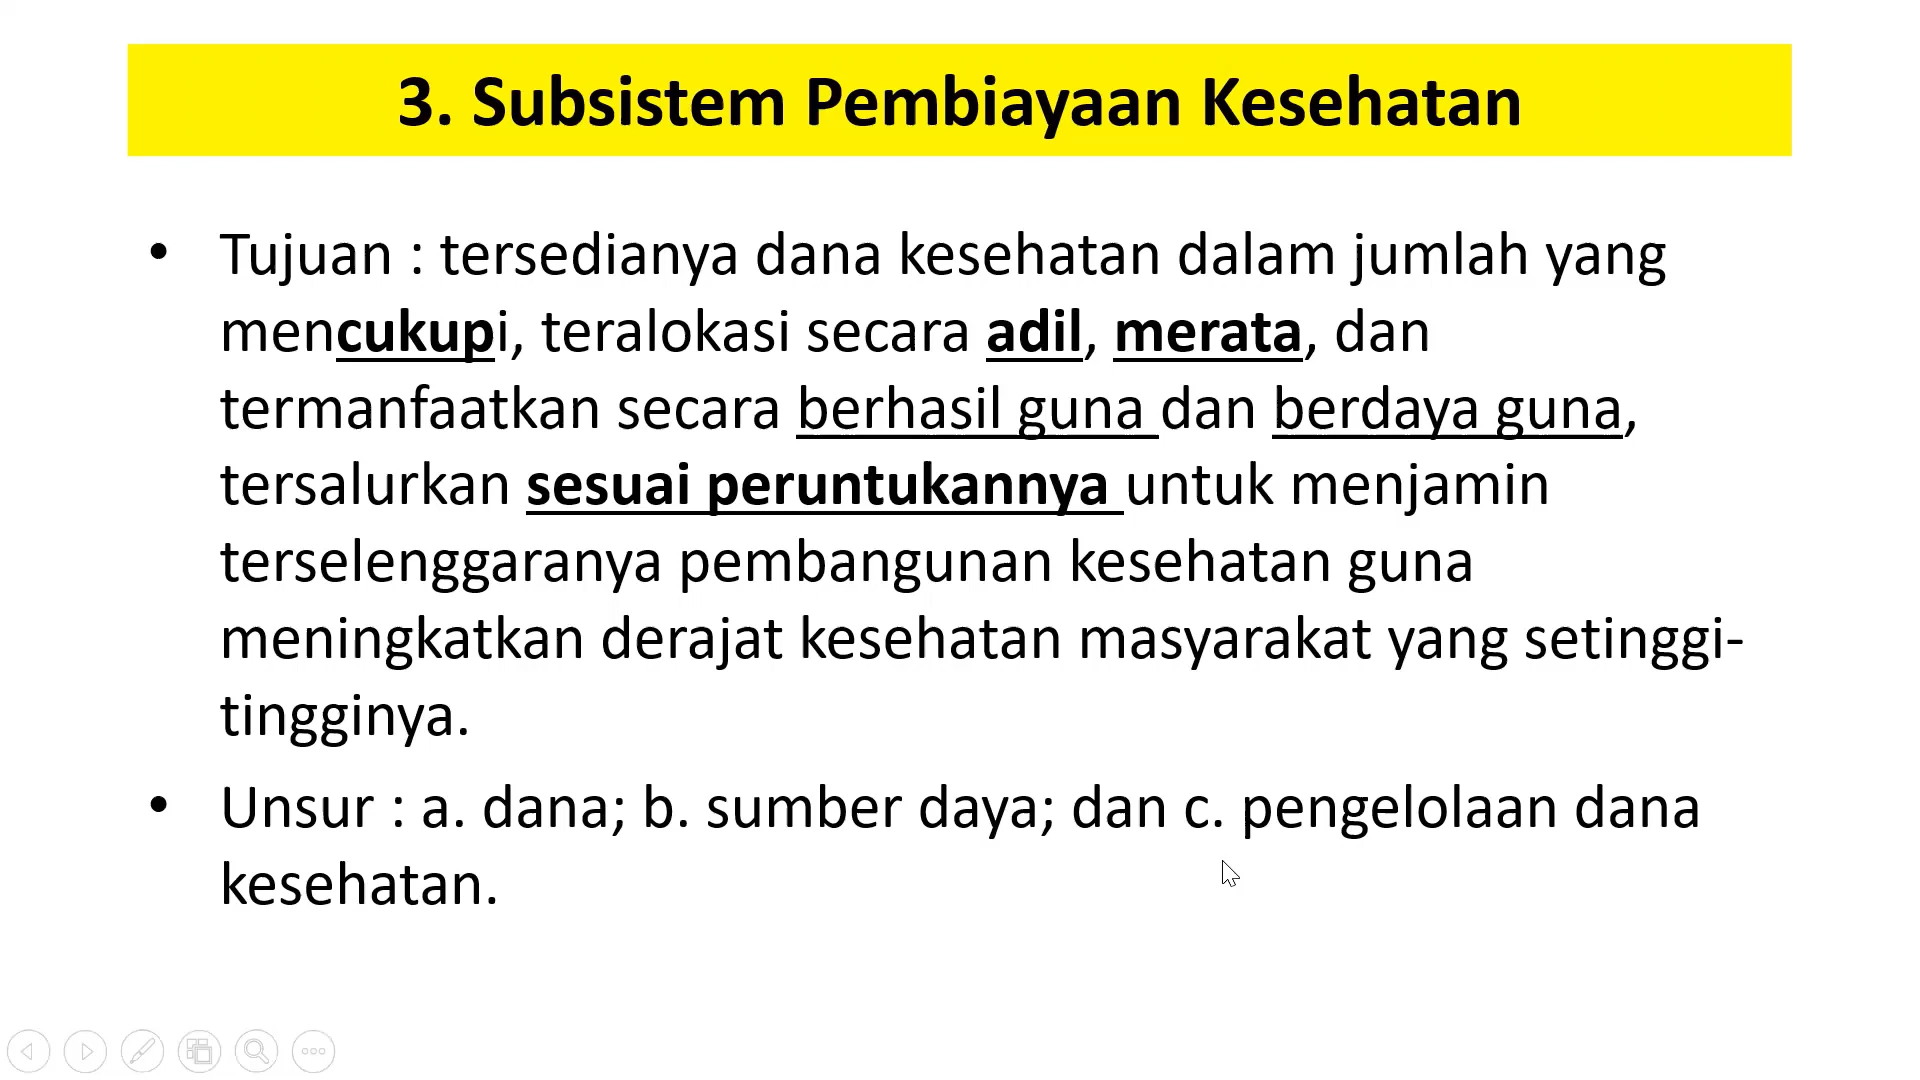 3. Subsistem Pembiayaan Kesehatan
• Tujuan : tersedianya dana kesehatan dalam jumlah yang
mencukupi, teralokasi secara adil, merata, dan
termanfaatkan secara berhasil guna dan berdaya guna,
tersalurkan sesuai peruntukannya untuk menjamin
terselenggaranya pembangunan kesehatan guna
meningkatkan derajat kesehatan masyarakat yang setinggi-
tingginya.
• Unsur : a. dana; b. sumber daya; dan c. pengelolaan dana
kesehatan.